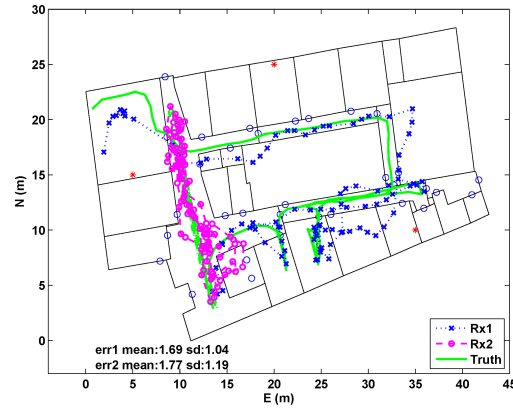 30
25
20
15
10
5
0
N (m)
err1 mean:1.69 sd:1.04
err2 mean:1.77 sd:1.19
Rx1
Rx2
Truth
0 5 10 15 20 25 30 35 40 45
E (m)